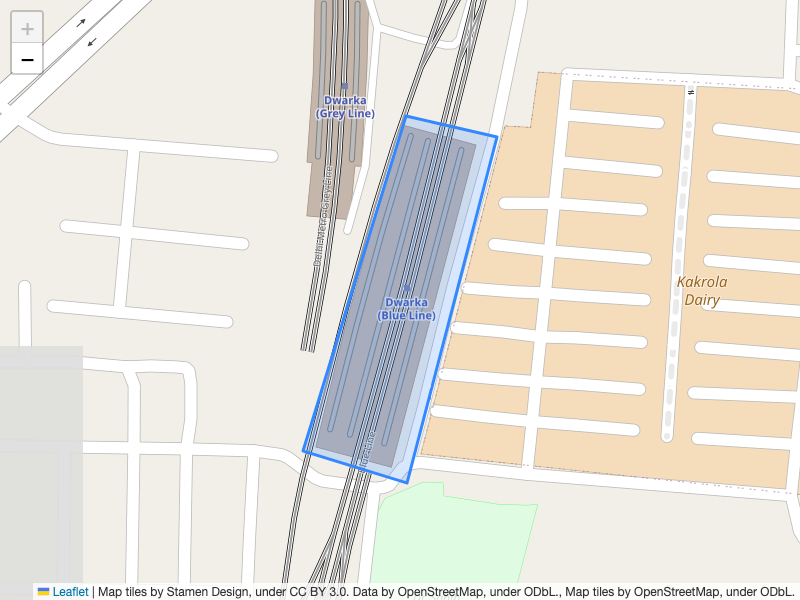 +
−
Dwarka
(Grey Line)
Delhi Metro Grey Line
Dwarka
(Blue Line)
Kakrola
Dairy
Leaflet | Map tiles by Stamen Design, under CC BY 3.0. Data by OpenStreetMap, under ODbL., Map tiles by OpenStreetMap, under ODbL.